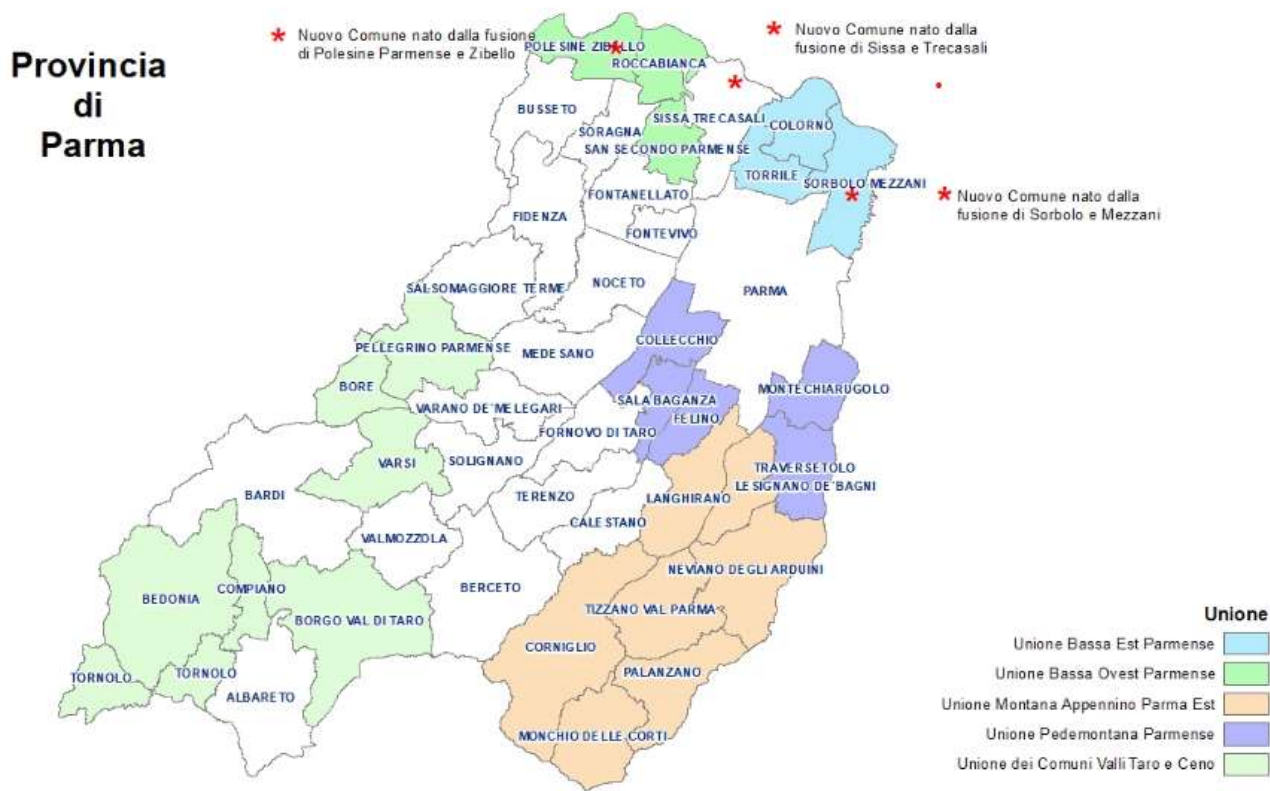 Provincia
di
Parma
* Nuovo Comune nato dalla fusione
di Polesine Parmense e Zibello
* Nuovo Comune nato dalla
fusione di Sissa e Trecasali
POLESINE ZIBELLO
ROCCABIANCA
BUSSETO
SISSA TRECASALI
COLORNO
SORAGNA
SAN SECONDO PARMENSE
TORRILE
SORBOLO MEZZANI
* Nuovo Comune nato dalla
fusione di Sorbolo e Mezzani
FONTANELLATO
FIDENZA
FONTEVIVO
SALSOMAGGIORE TERME
NOCETO
PARMA
PELLEGRINO PARMENSE
MEDESANO
COLLECCHIO
BORE
MONTECHIARUGOLO
VARANO DE' MELEGARI
SALA BAGANZA
FELINO
FORNOVO DI TARO
VARSI
SOLIGNANO
TRAVERSETOLO
LESIGNANO DE' BAGNI
BARDI
TERENZO
LANGHIRANO
CALESTANO
VALMOZZOLA
NEVIANO DEGLI ARDUINI
BERCETO
BEDONIA
COMPIANO
BORGO VAL DI TARO
TIZZANO VAL PARMA
CORNIGLIO
TORNOLO
TORNOLO
ALBARETO
PALANZANO
MONCHIO DELLE CORTI
Unione
Unione Bassa Est Parmense
Unione Bassa Ovest Parmense
Unione Montana Appennino Parma Est
Unione Pedemontana Parmense
Unione dei Comuni Valli Taro e Ceno